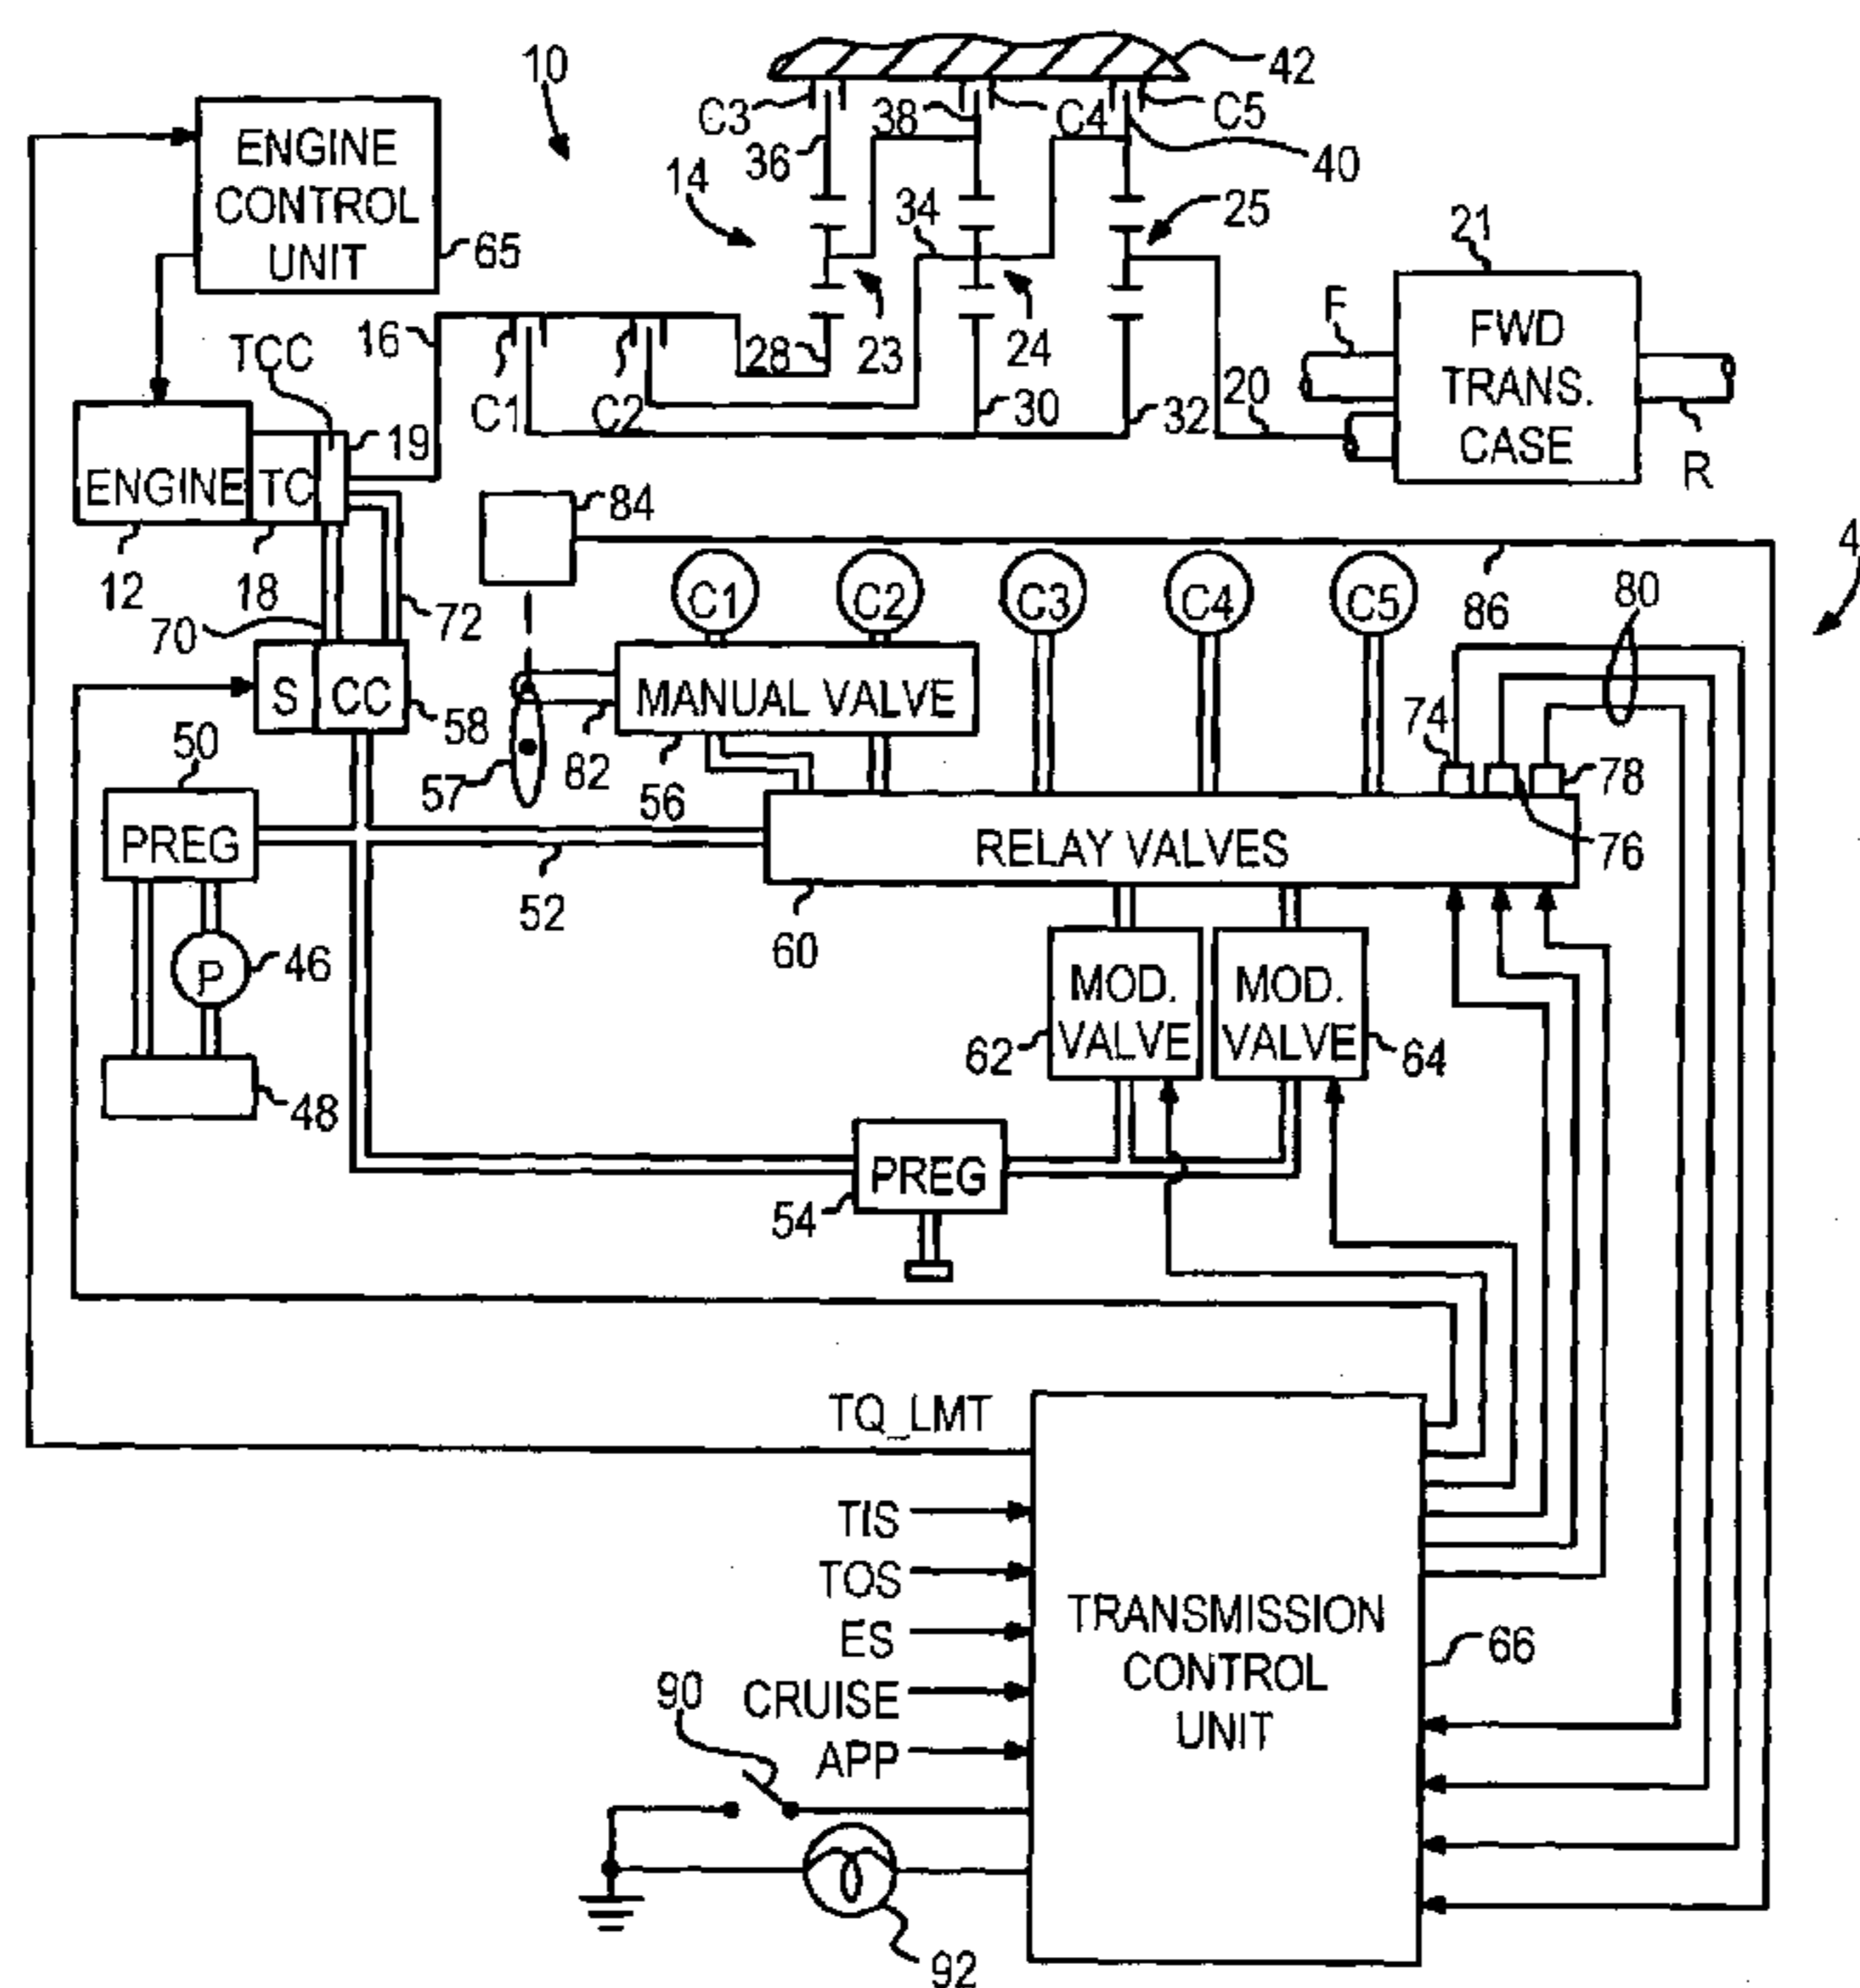 10
42
C3
38
C4
C5
36
40
ENGINE
CONTROL
UNIT
65
14
34
25
21
16
TCC
28
23
24
F
FWD
TRANS.
CASE
C1
C2
30
32
20
R
19
ENGINE
TC
84
12
18
70
72
C1
C2
C3
C4
C5
86
80
4
S
CC
58
MANUAL VALVE
74
78
50
57
82
56
76
PREG
52
RELAY VALVES
60
P
46
MOD.
VALVE
MOD.
VALVE
62
64
48
PREG
54
TQ_LMT
TIS
TOS
ES
CRUISE
APP
TRANSMISSION
CONTROL
UNIT
66
90
92